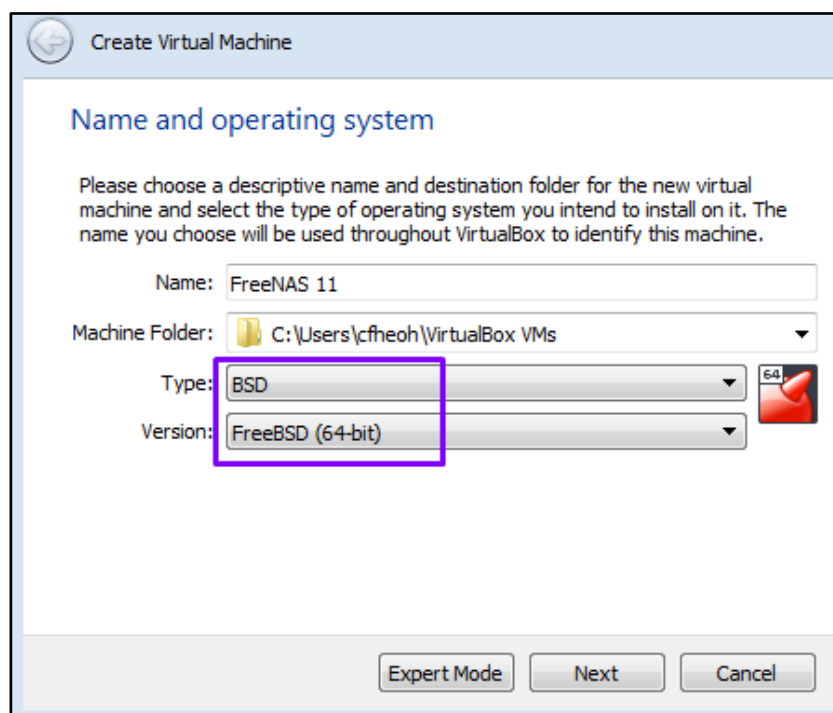 Create Virtual Machine
Name and operating system
Please choose a descriptive name and destination folder for the new virtual
machine and select the type of operating system you intend to install on it. The
name you choose will be used throughout VirtualBox to identify this machine.
Name: FreeNAS 11
Machine Folder: C:\Users\cfheoh\VirtualBox VMs
Type: BSD
64
Version: FreeBSD (64-bit)
Expert Mode Next Cancel